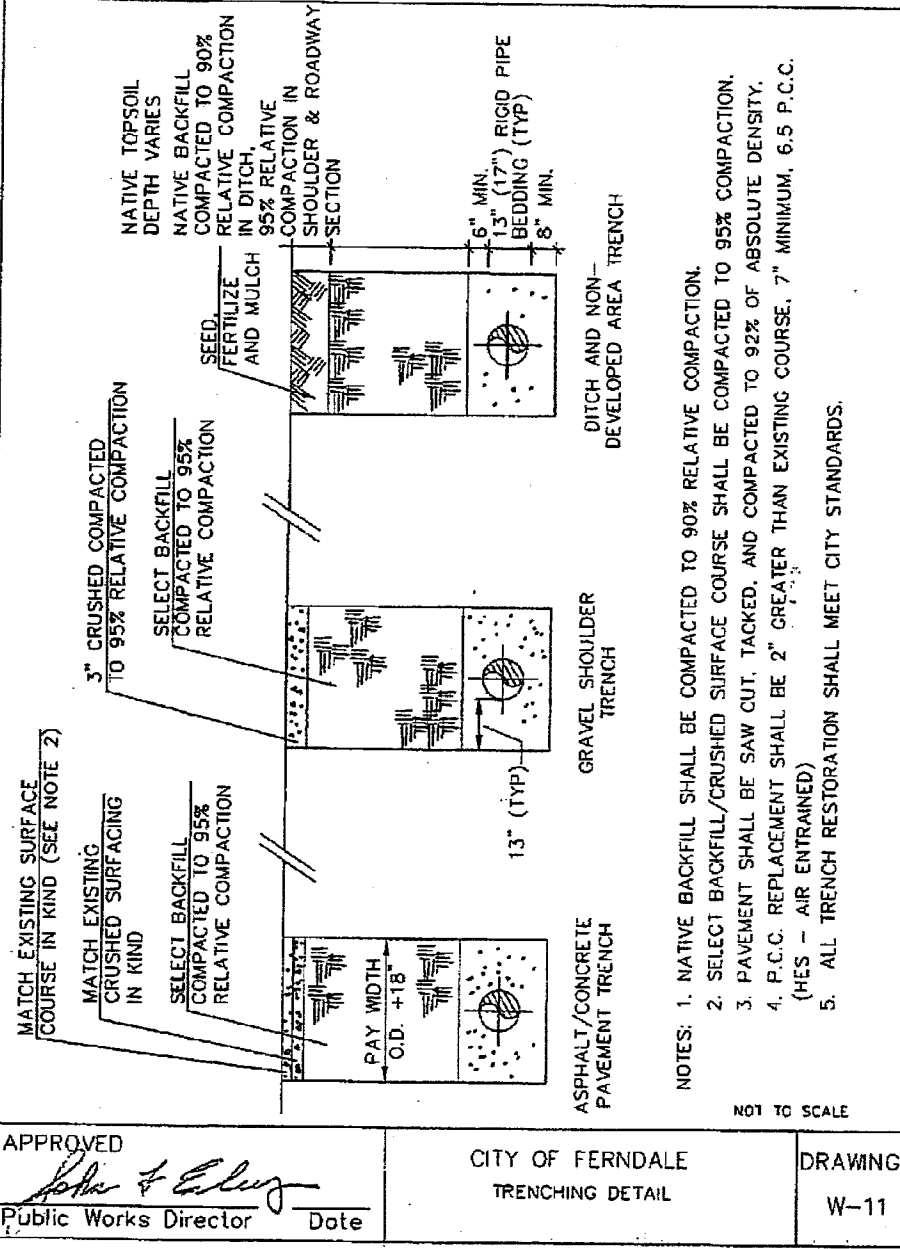 MATCH EXISTING SURFACE
COURSE IN KIND (SEE NOTE 2)
MATCH EXISTING
CRUSHED SURFACING
IN KIND
SELECT BACKFILL
COMPACTED TO 95%
RELATIVE COMPACTION
PAY WIDTH
O.D. +18"
ASPHALT/CONCRETE
PAVEMENT TRENCH
3" CRUSHED COMPACTED
TO 95% RELATIVE COMPACTION
SELECT BACKFILL
COMPACTED TO 95%
RELATIVE COMPACTION
13" (TYP)
GRAVEL SHOULDER
TRENCH
NATIVE TOPSOIL
DEPTH VARIES
NATIVE BACKFILL
COMPACTED TO 90%
RELATIVE COMPACTION
IN DITCH,
95% RELATIVE
COMPACTION IN
SHOULDER & ROADWAY
SECTION
SEED,
FERTILIZE
AND MULCH
6" MIN.
13" (17") RIGID PIPE
BEDDING (TYP)
8" MIN.
DITCH AND NON-
DEVELOPED AREA TRENCH
NOTES: 1. NATIVE BACKFILL SHALL BE COMPACTED TO 90% RELATIVE COMPACTION.
2. SELECT BACKFILL/CRUSHED SURFACE COURSE SHALL BE COMPACTED TO 95% COMPACTION.
3. PAVEMENT SHALL BE SAW CUT, TACKED, AND COMPACTED TO 92% OF ABSOLUTE DENSITY.
4. P.C.C. REPLACEMENT SHALL BE 2" GREATER THAN EXISTING COURSE, 7" MINIMUM, 6.5 P.C.C.
(HES - AIR ENTRAINED)
5. ALL TRENCH RESTORATION SHALL MEET CITY STANDARDS.
NOT TO SCALE
APPROVED
Public Works Director Date
CITY OF FERNDALE
TRENCHING DETAIL
DRAWING
W-11